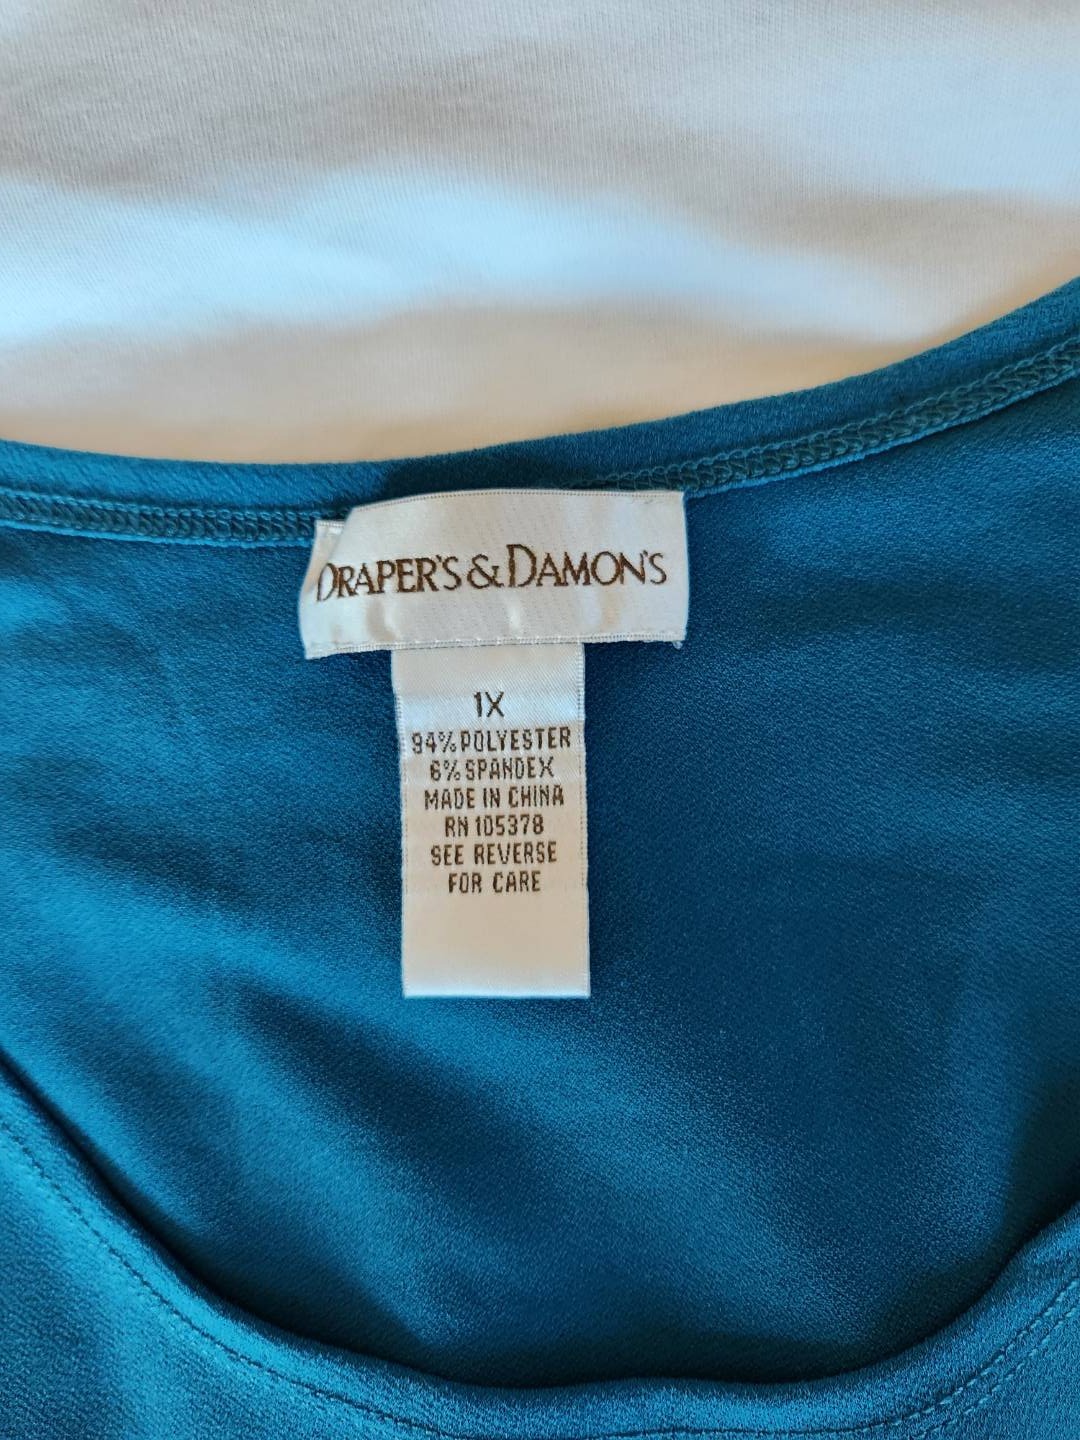 DRAPER'S & DAMON'S
1X
94% POLYESTER
6% SPANDEX
MADE IN CHINA
RN 105378
SEE REVERSE
FOR CARE